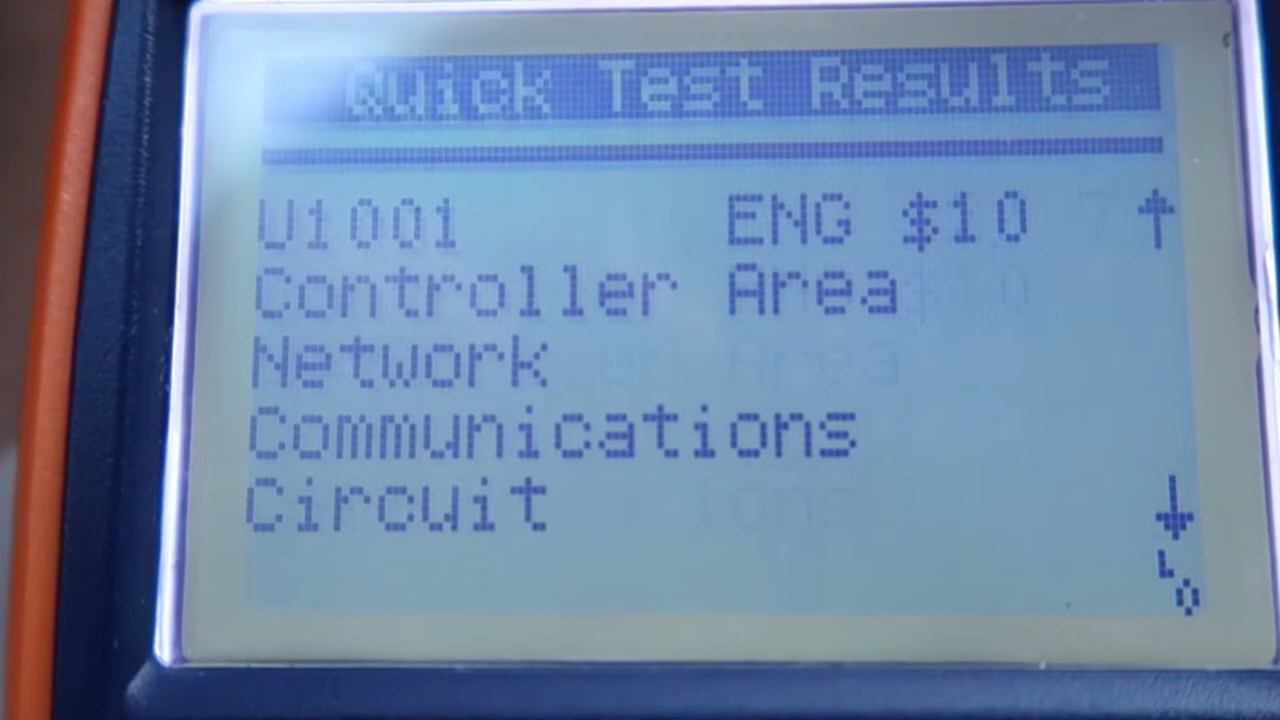 Quick Test Results
U1001 ENG $10
Controller Area
Network
Communications
Circuit